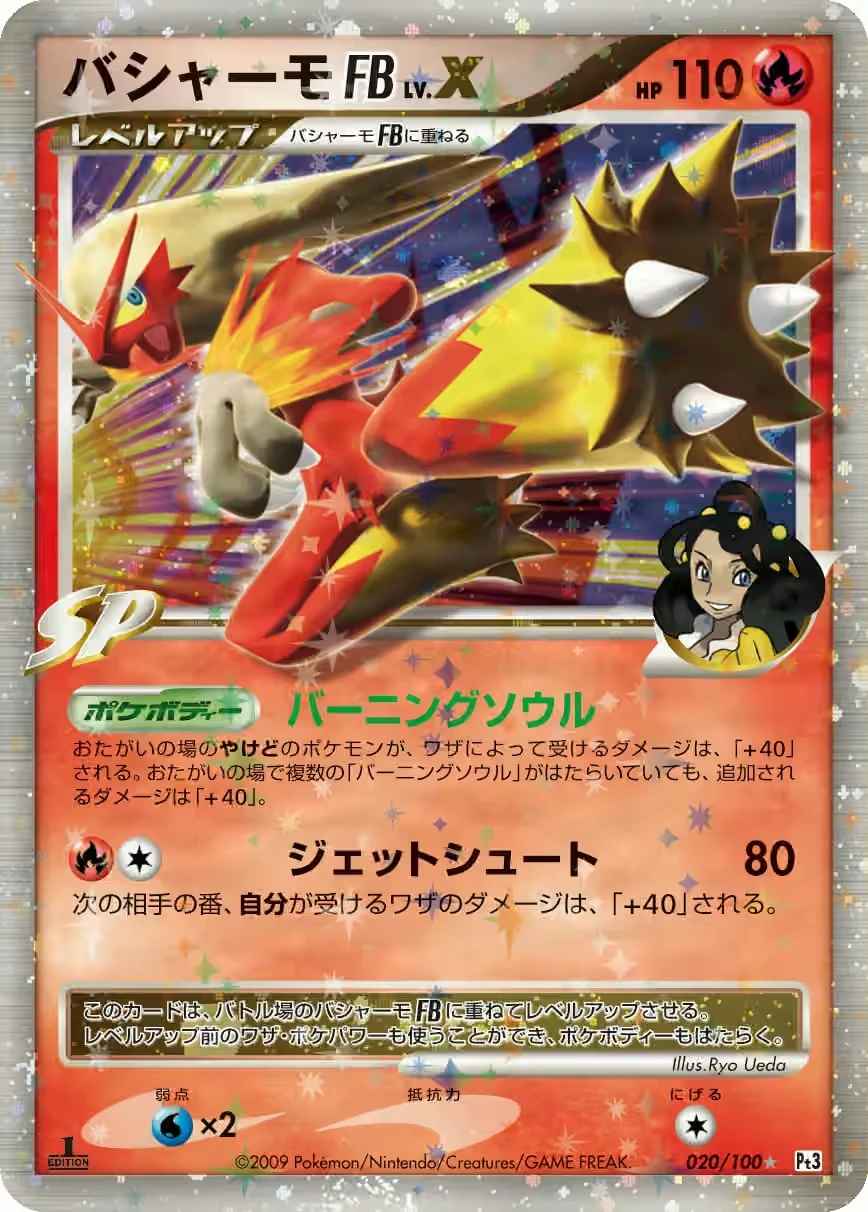 バシャーモFB LV.X HP 110
レベルアップ バシャーモFBに重ねる
SP
ポケボディー バーニングソウル
おたがいの場のやけどのポケモンが、ワザによって受けるダメージは、「+40」
される。おたがいの場で複数の「バーニングソウル」がはたらいていても、追加され
るダメージは「+40」。
ジェットシュート 80
次の相手の番、自分が受けるワザのダメージは、「+40」される。
このカードは、バトル場のバシャーモFBに重ねてレベルアップさせる。
レベルアップ前のワザ・ポケパワーも使うことができ、ポケボディーもはたらく。
Illus.Ryo Ueda
弱点 抵抗力 にげる
×2
1 EDITION ©2009 Pokémon/Nintendo/Creatures/GAME FREAK. 020/100★ Pt3